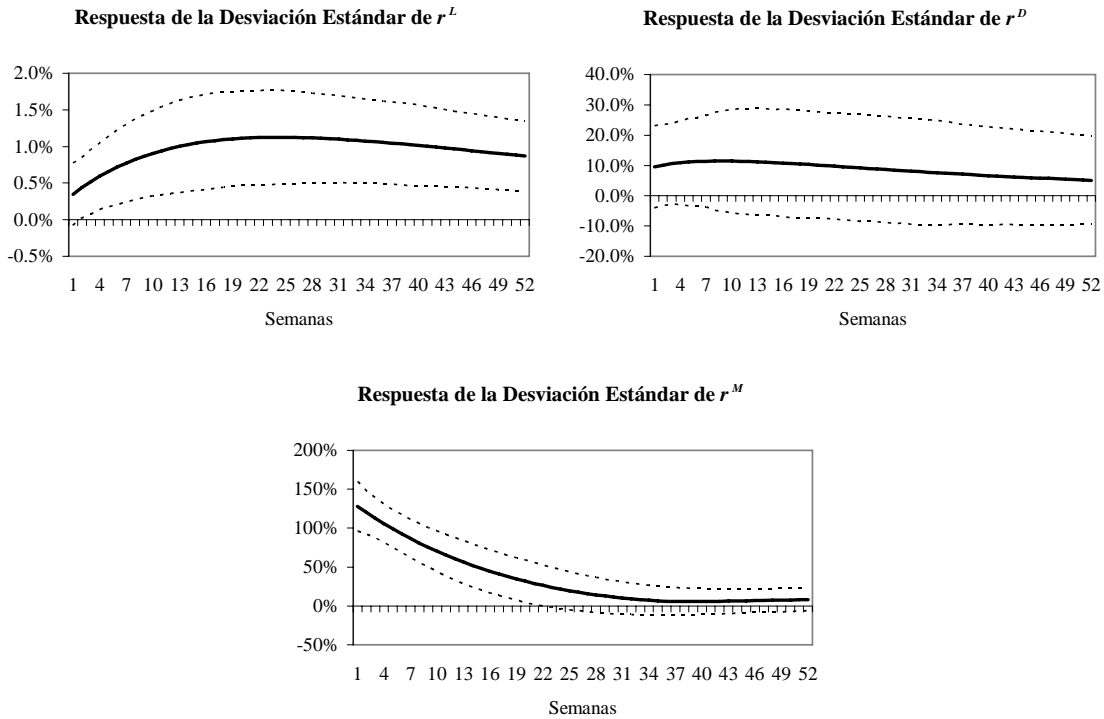 Respuesta de la Desviación Estándar de r^L
2.0%
1.5%
1.0%
0.5%
0.0%
-0.5%
1 4 7 10 13 16 19 22 25 28 31 34 37 40 43 46 49 52
Semanas
Respuesta de la Desviación Estándar de r^D
40.0%
30.0%
20.0%
10.0%
0.0%
-10.0%
-20.0%
1 4 7 10 13 16 19 22 25 28 31 34 37 40 43 46 49 52
Semanas
Respuesta de la Desviación Estándar de r^M
200%
150%
100%
50%
0%
-50%
1 4 7 10 13 16 19 22 25 28 31 34 37 40 43 46 49 52
Semanas